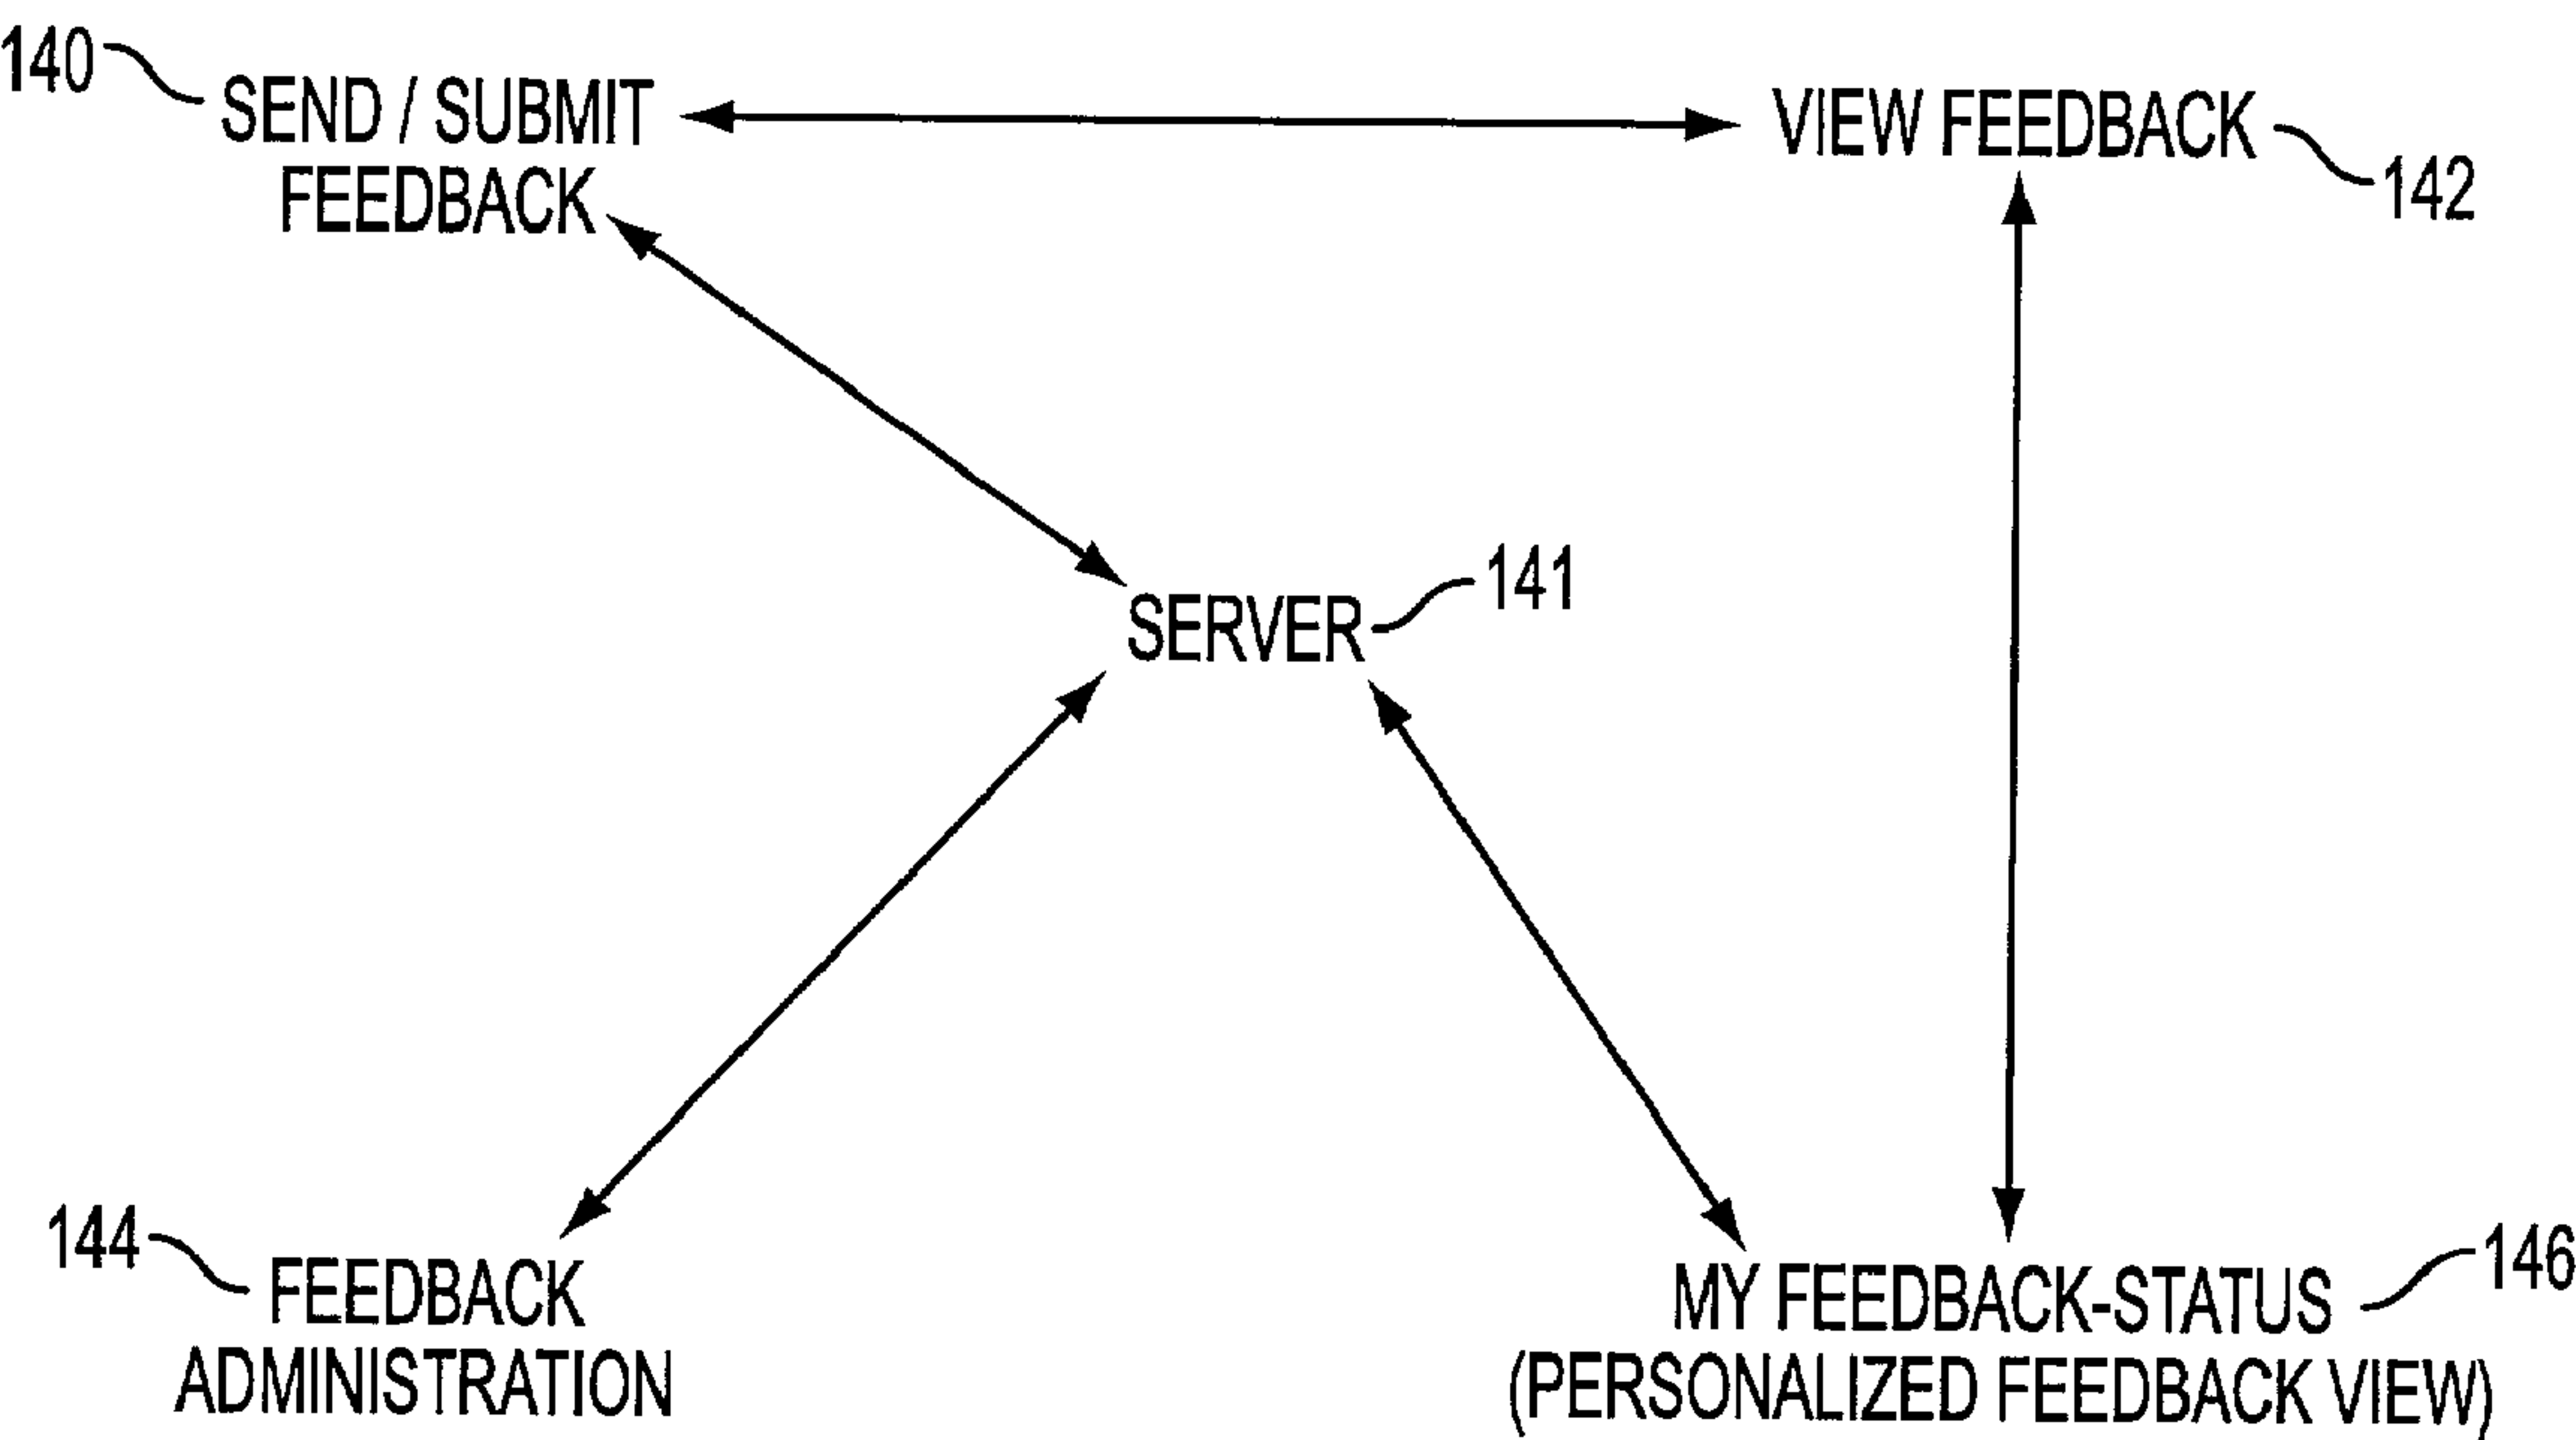 140
SEND / SUBMIT
FEEDBACK
VIEW FEEDBACK
142
SERVER
141
144
FEEDBACK
ADMINISTRATION
MY FEEDBACK-STATUS
(PERSONALIZED FEEDBACK VIEW)
146